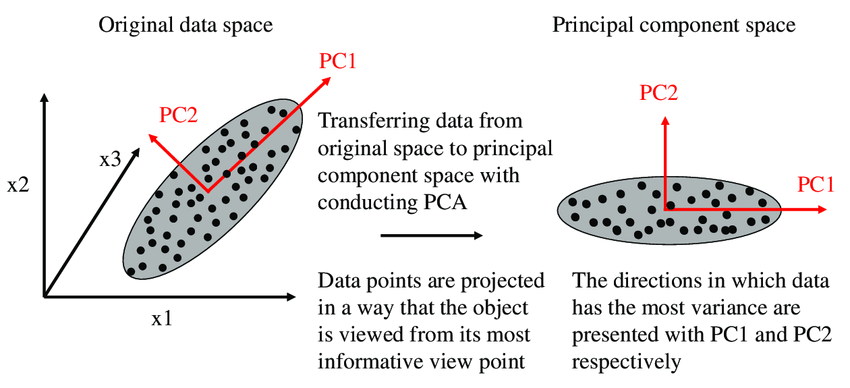 Original data space
Principal component space
PC1
PC2
x3
x2
x1
Transferring data from
original space to principal
component space with
conducting PCA
Data points are projected
in a way that the object
is viewed from its most
informative view point
PC2
PC1
The directions in which data
has the most variance are
presented with PC1 and PC2
respectively